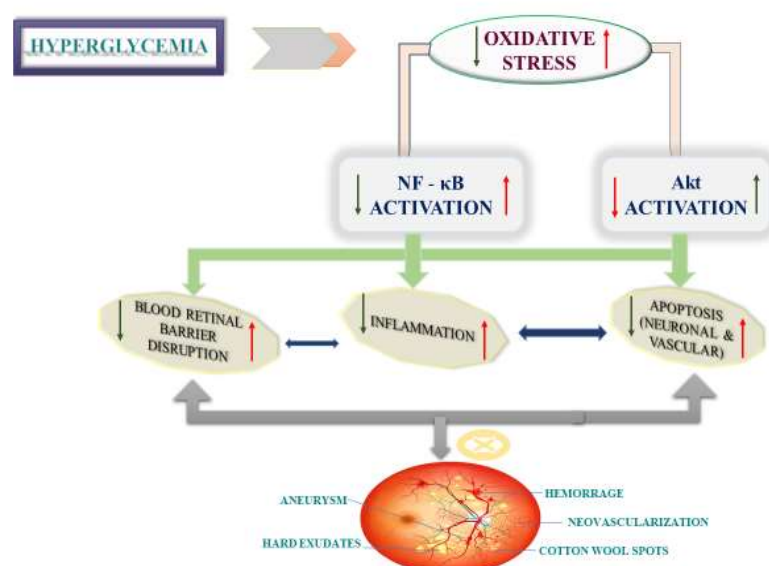 HYPERGLYCEMIA
OXIDATIVE
STRESS
NF - κB
ACTIVATION
Akt
ACTIVATION
BLOOD RETINAL
BARRIER
DISRUPTION
INFLAMMATION
APOPTOSIS
(NEURONAL &
VASCULAR)
ANEURYSM
HEMORRAGE
NEOVASCULARIZATION
HARD EXUDATES
COTTON WOOL SPOTS